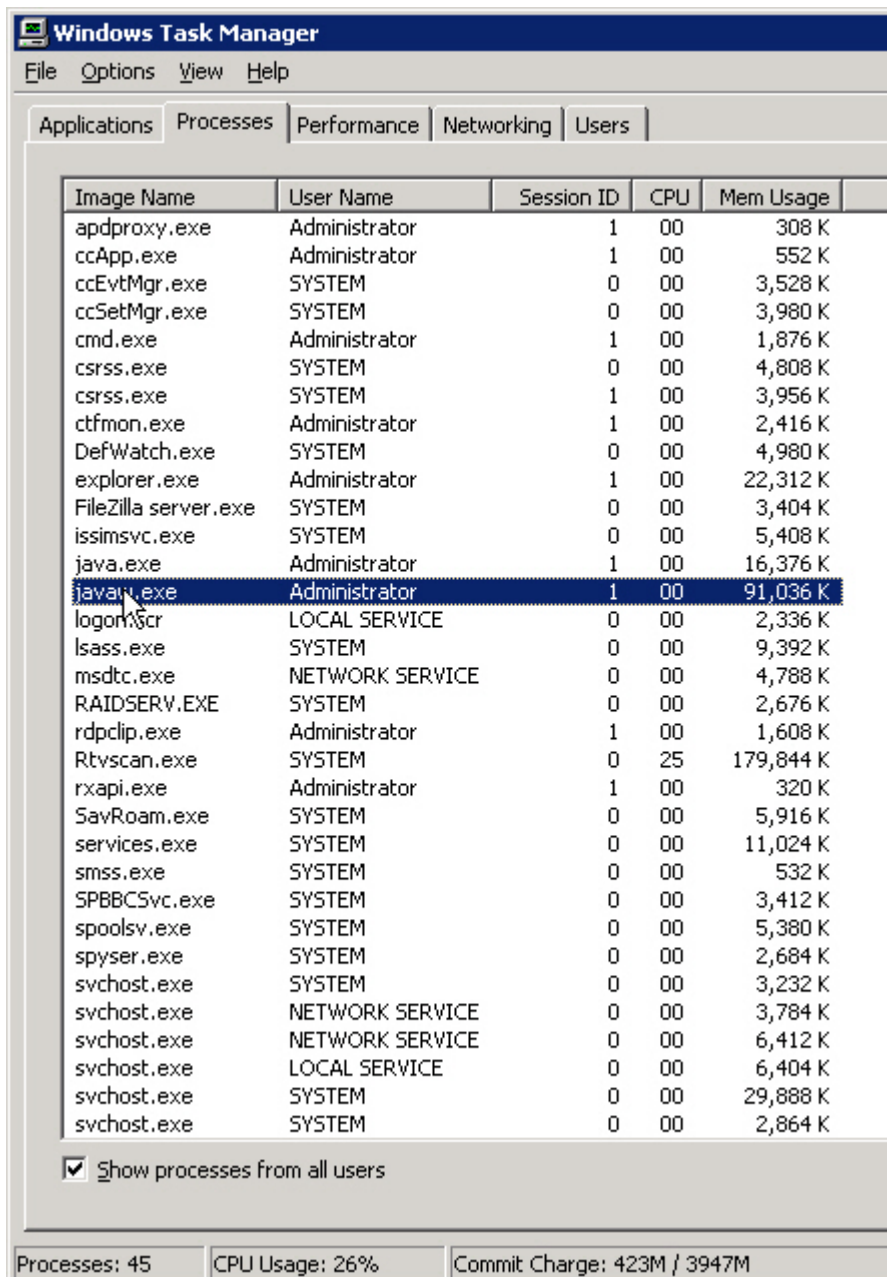 Windows Task Manager
File Options View Help
Applications Processes Performance Networking Users
Image Name User Name Session ID CPU Mem Usage
apdproxy.exe Administrator 1 00 308 K
ccApp.exe Administrator 1 00 552 K
ccEvtMgr.exe SYSTEM 0 00 3,528 K
ccSetMgr.exe SYSTEM 0 00 3,980 K
cmd.exe Administrator 1 00 1,876 K
csrss.exe SYSTEM 0 00 4,808 K
csrss.exe SYSTEM 1 00 3,956 K
ctfmon.exe Administrator 1 00 2,416 K
DefWatch.exe SYSTEM 0 00 4,980 K
explorer.exe Administrator 1 00 22,312 K
FileZilla server.exe SYSTEM 0 00 3,404 K
issimsvc.exe SYSTEM 0 00 5,408 K
java.exe Administrator 1 00 16,376 K
javaw.exe Administrator 1 00 91,036 K
logon.scr LOCAL SERVICE 0 00 2,336 K
lsass.exe SYSTEM 0 00 9,392 K
msdtc.exe NETWORK SERVICE 0 00 4,788 K
RAIDSERV.EXE SYSTEM 0 00 2,676 K
rdpclip.exe Administrator 1 00 1,608 K
Rtvscan.exe SYSTEM 0 25 179,844 K
rxapi.exe Administrator 1 00 320 K
SavRoam.exe SYSTEM 0 00 5,916 K
services.exe SYSTEM 0 00 11,024 K
smss.exe SYSTEM 0 00 532 K
SPBBCSvc.exe SYSTEM 0 00 3,412 K
spoolsv.exe SYSTEM 0 00 5,380 K
spyser.exe SYSTEM 0 00 2,684 K
svchost.exe SYSTEM 0 00 3,232 K
svchost.exe NETWORK SERVICE 0 00 3,784 K
svchost.exe NETWORK SERVICE 0 00 6,412 K
svchost.exe LOCAL SERVICE 0 00 6,404 K
svchost.exe SYSTEM 0 00 29,888 K
svchost.exe SYSTEM 0 00 2,864 K
Show processes from all users
Processes: 45 CPU Usage: 26% Commit Charge: 423M / 3947M